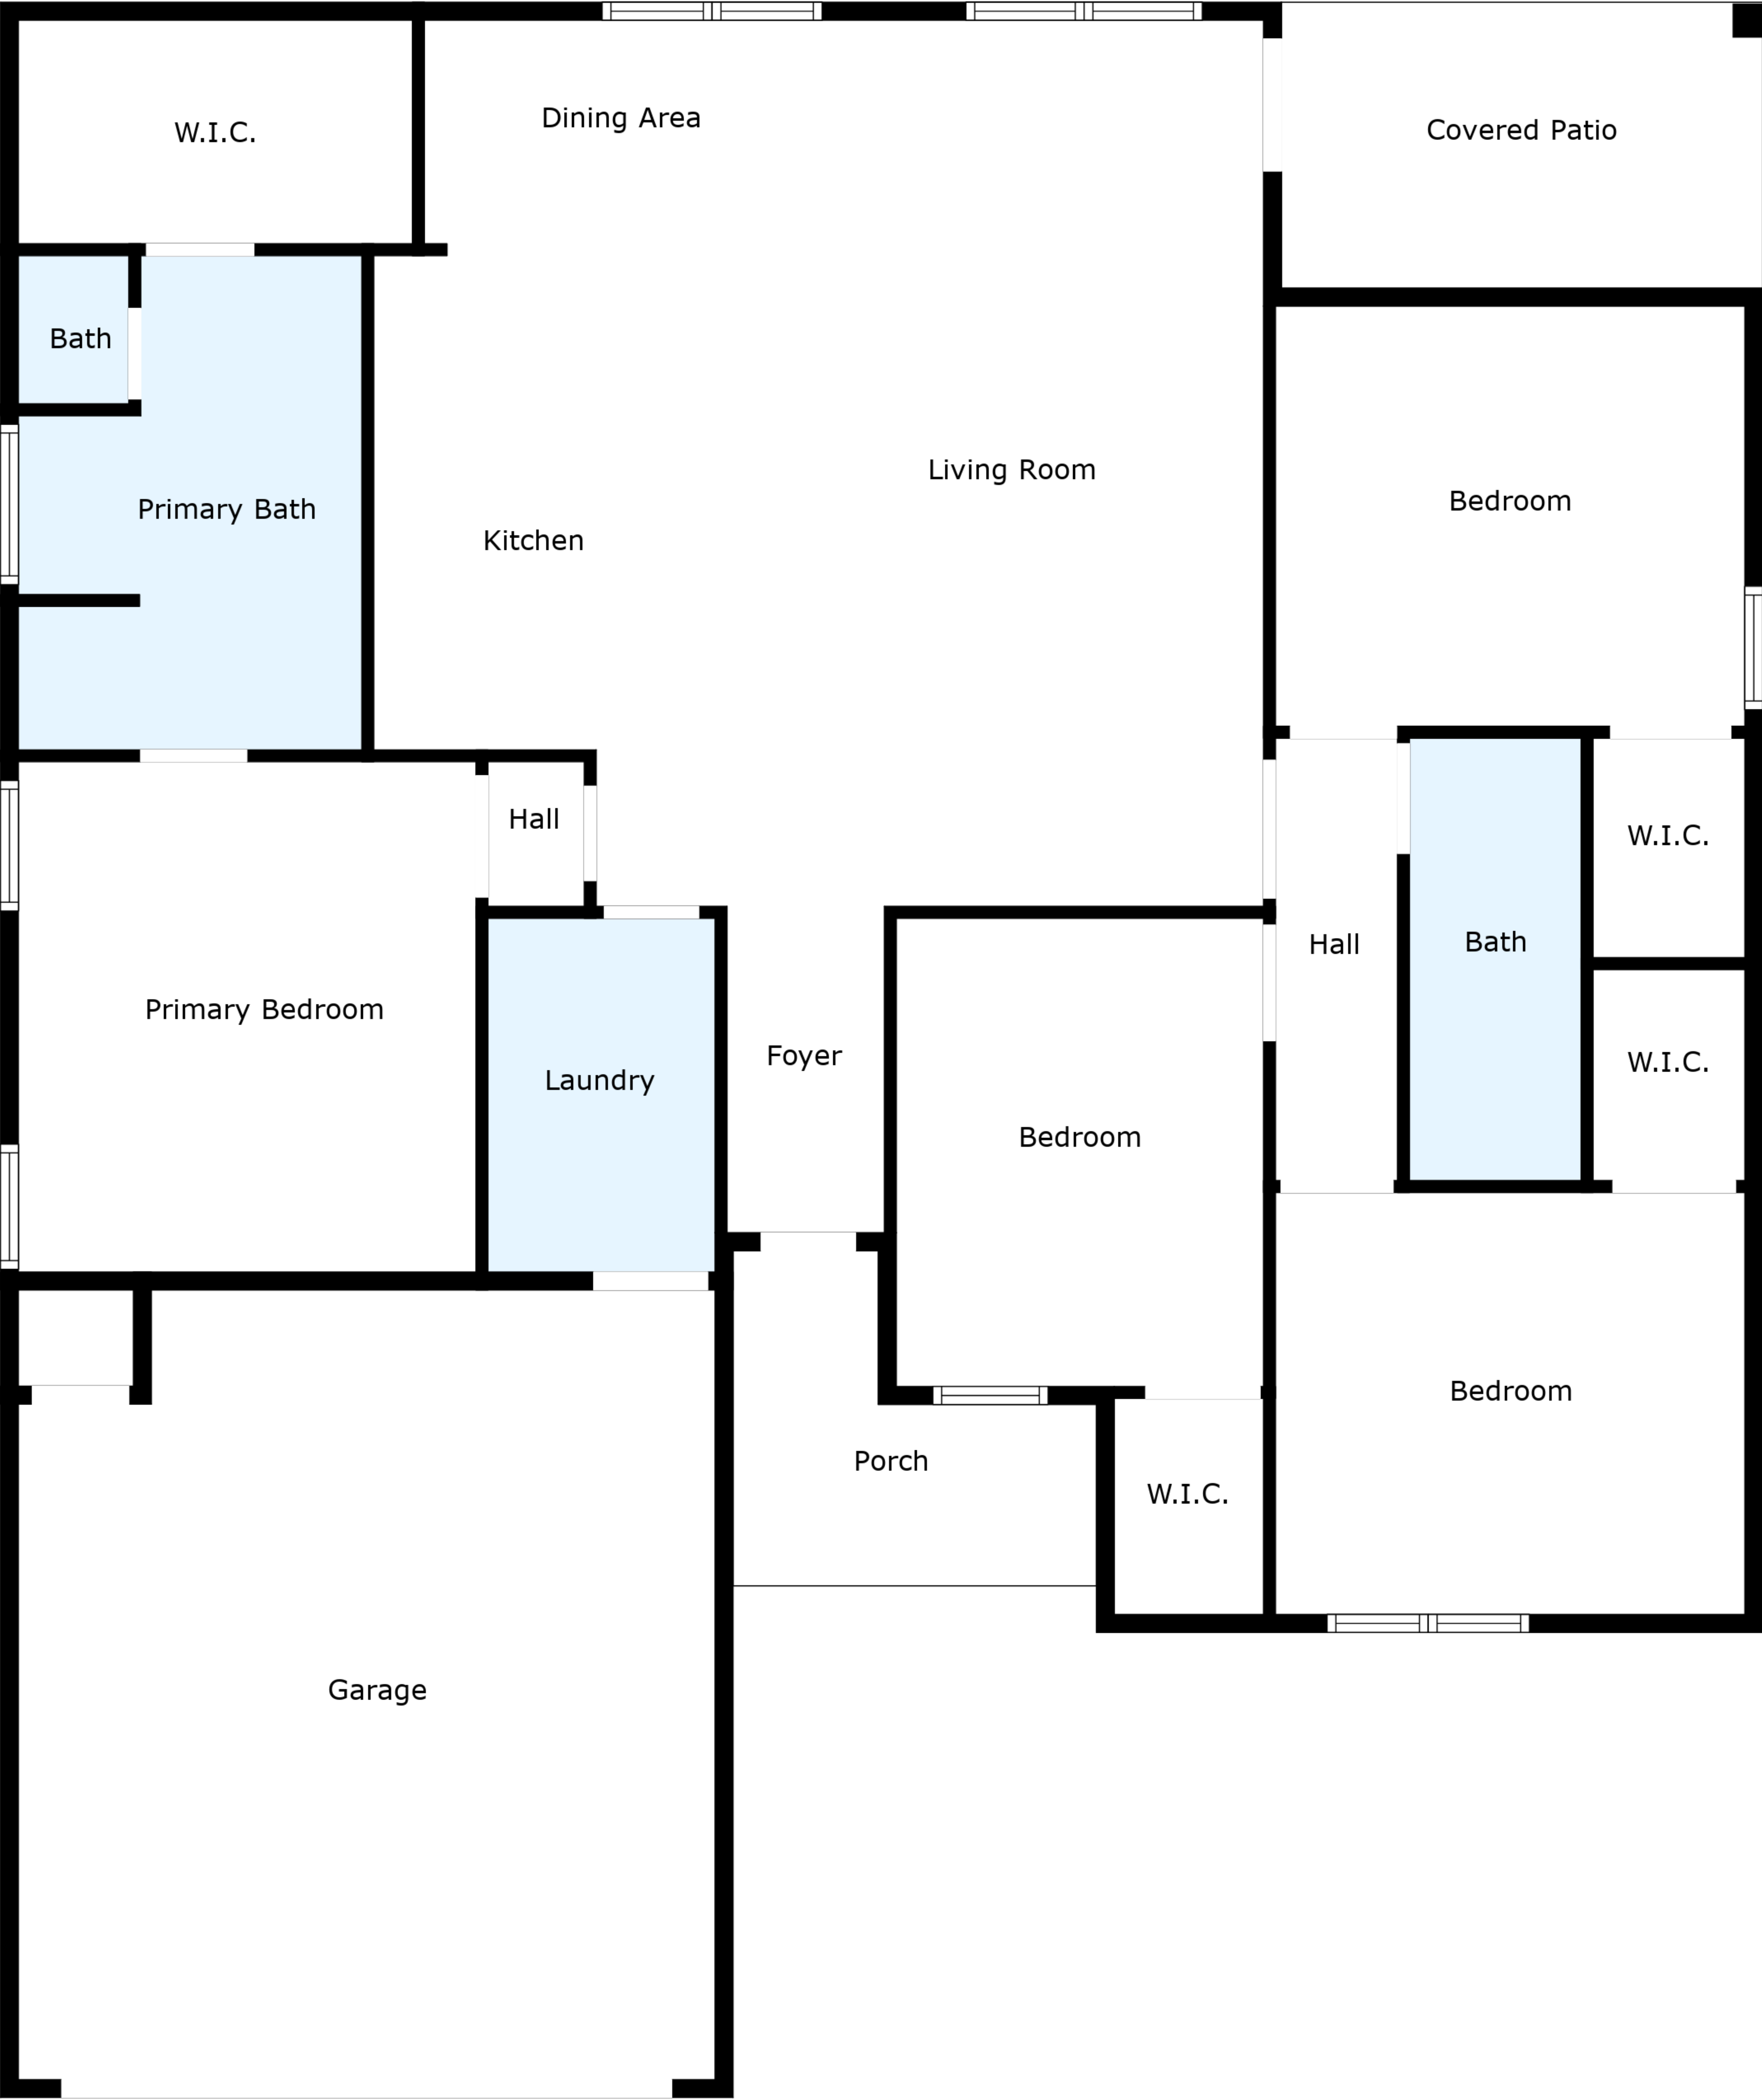 Dining Area
Covered Patio
W.I.C.
Bath
Living Room
Bedroom
Primary Bath
Kitchen
Hall
W.I.C.
Bath
Hall
Primary Bedroom
Foyer
W.I.C.
Laundry
Bedroom
Bedroom
Porch
W.I.C.
Garage